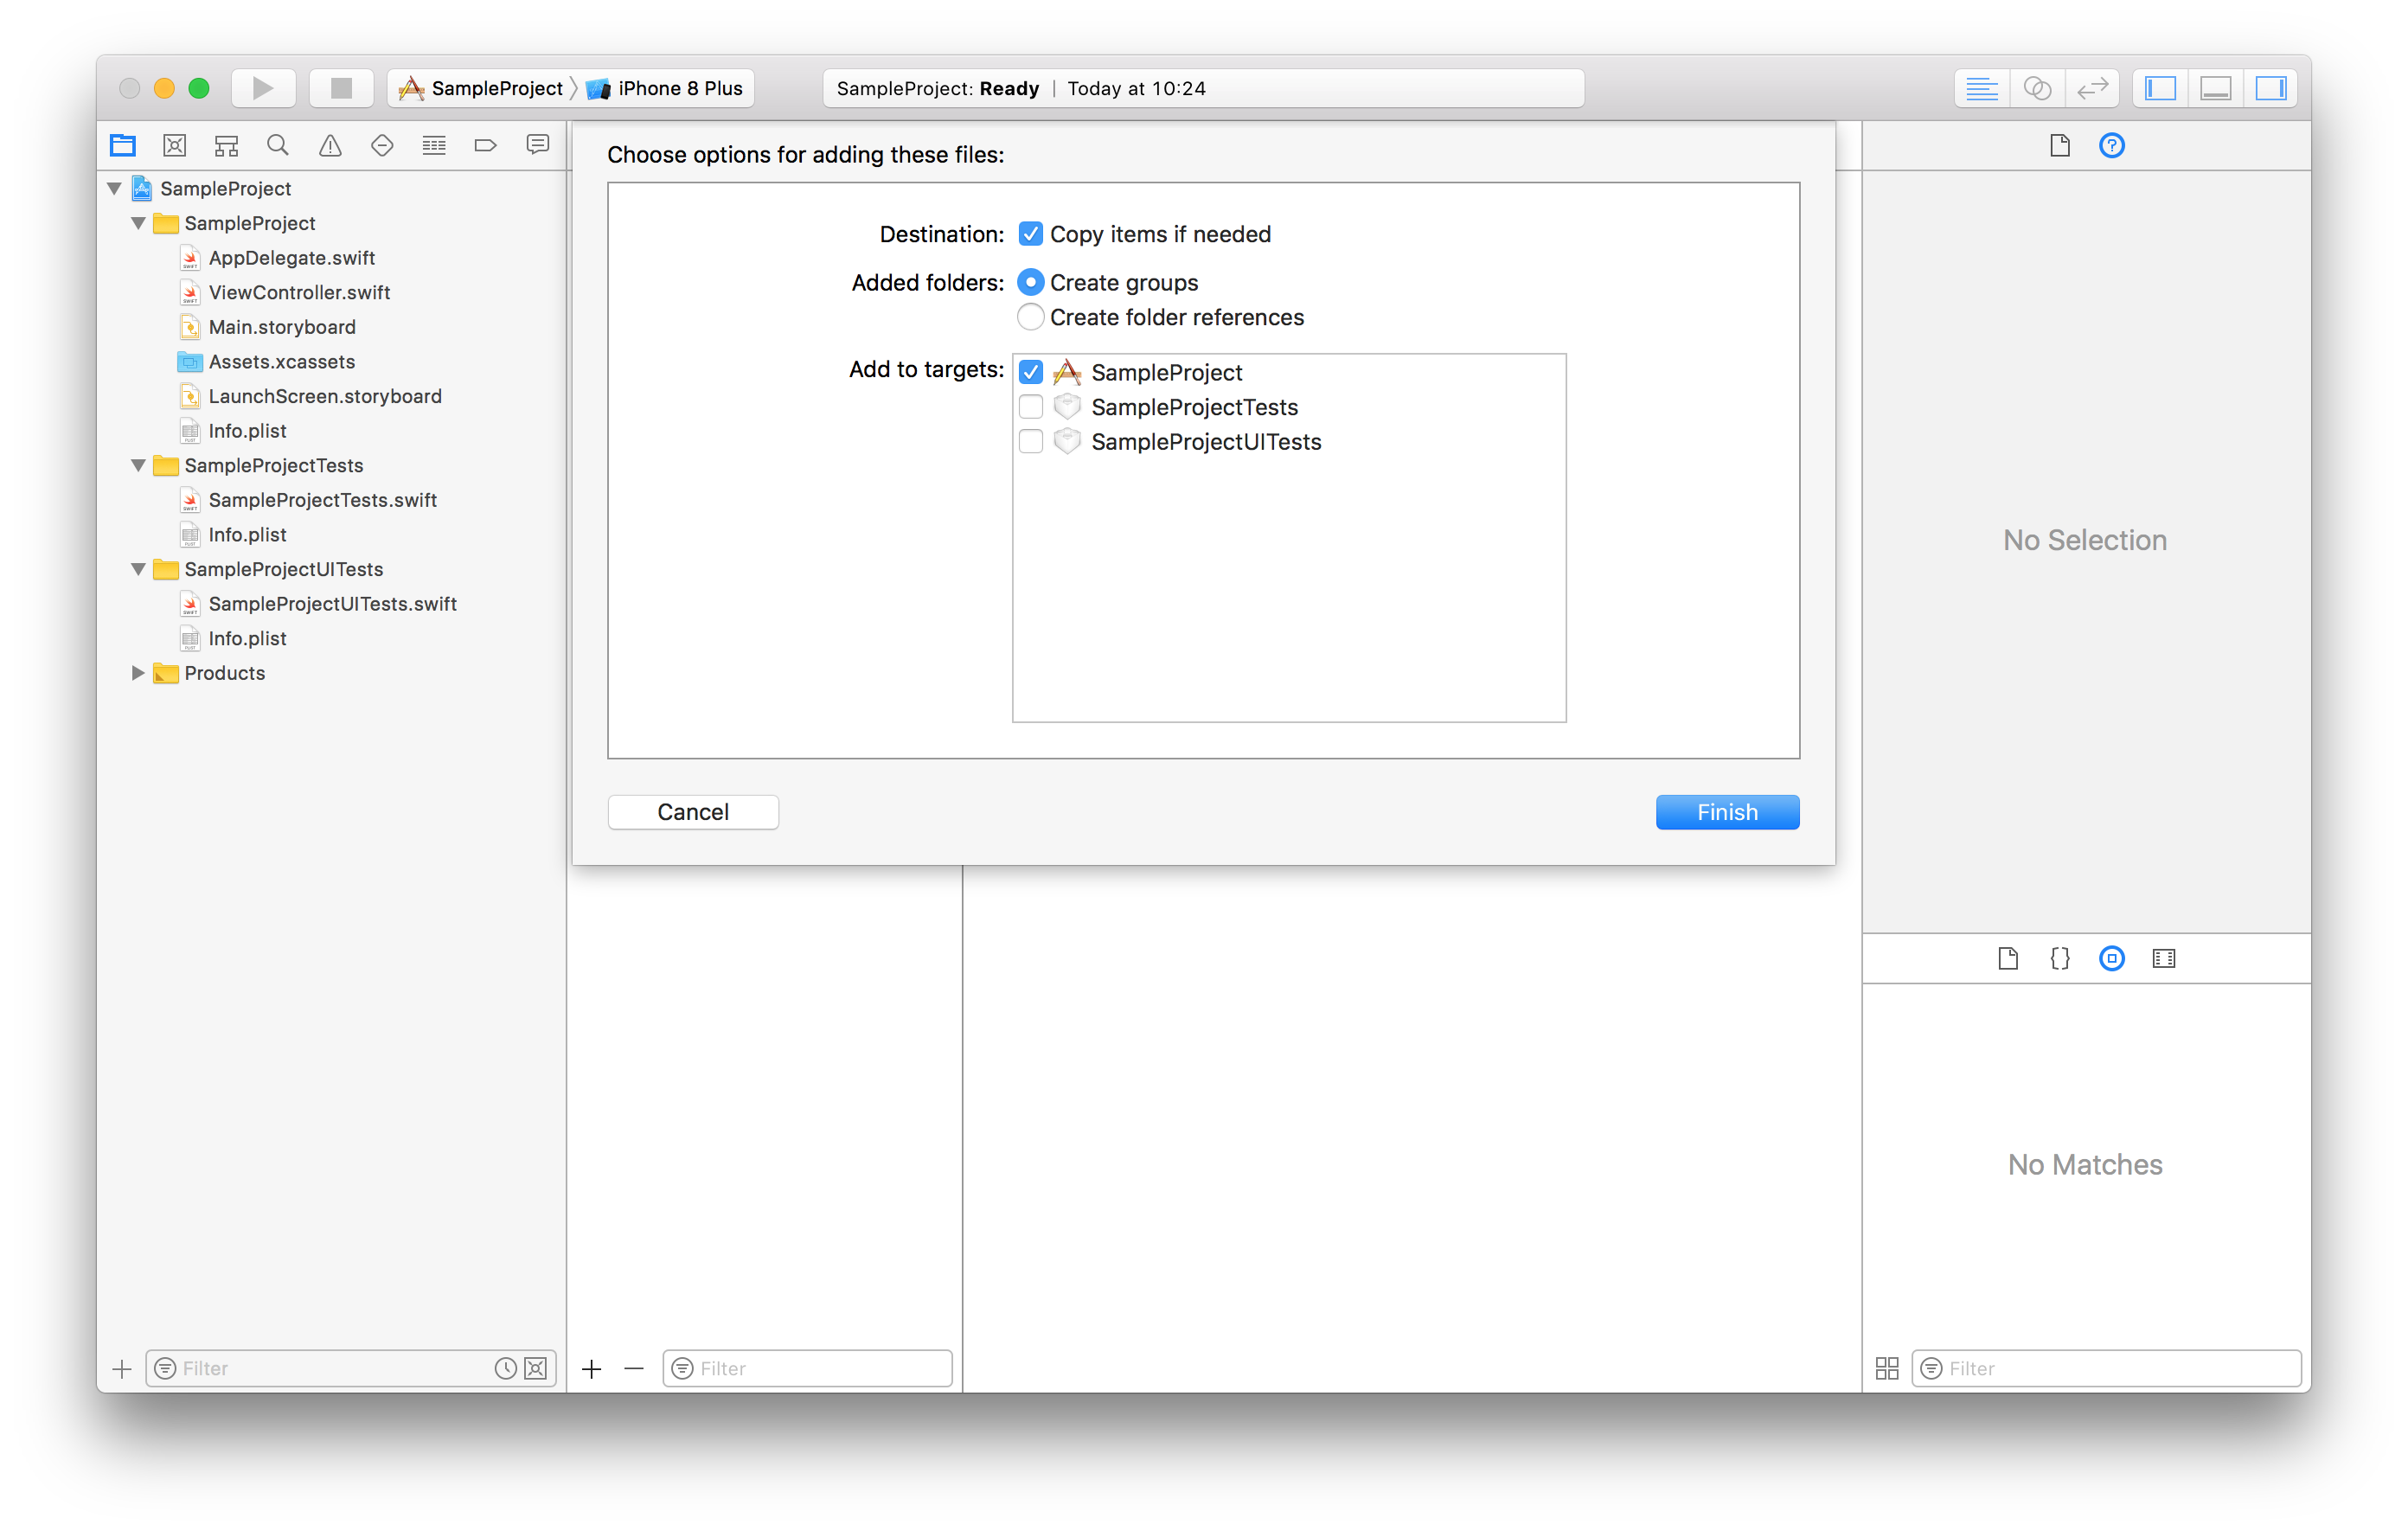 SampleProject 〉 iPhone 8 Plus
SampleProject: Ready | Today at 10:24
SampleProject
SampleProject
AppDelegate.swift
ViewController.swift
Main.storyboard
Assets.xcassets
LaunchScreen.storyboard
Info.plist
SampleProjectTests
SampleProjectTests.swift
Info.plist
SampleProjectUITests
SampleProjectUITests.swift
Info.plist
Products
Filter
Choose options for adding these files:
Destination: Copy items if needed
Added folders: Create groups
Create folder references
Add to targets: SampleProject
SampleProjectTests
SampleProjectUITests
Cancel
Finish
Filter
No Selection
{}
No Matches
Filter